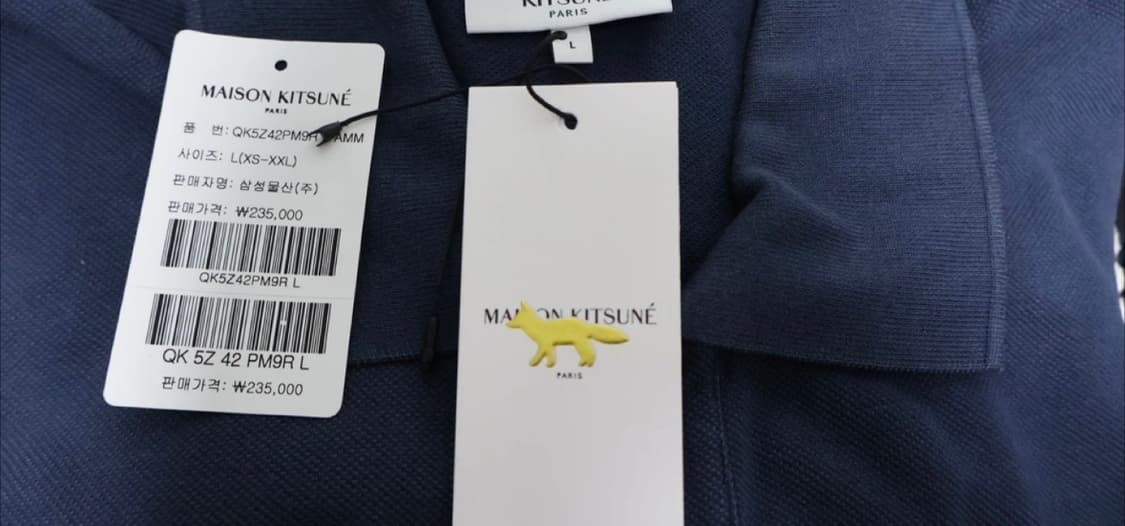 KITSUNÉ
PARIS
L
MAISON KITSUNÉ
PARIS
품 번: QK5Z42PM9R AMM
사이즈: L(XS-XXL)
판매자명: 삼성물산(주)
판매가격: ₩235,000
QK5Z42PM9R L
QK 5Z 42 PM9R L
판매가격: ₩235,000
MAISON KITSUNÉ
PARIS